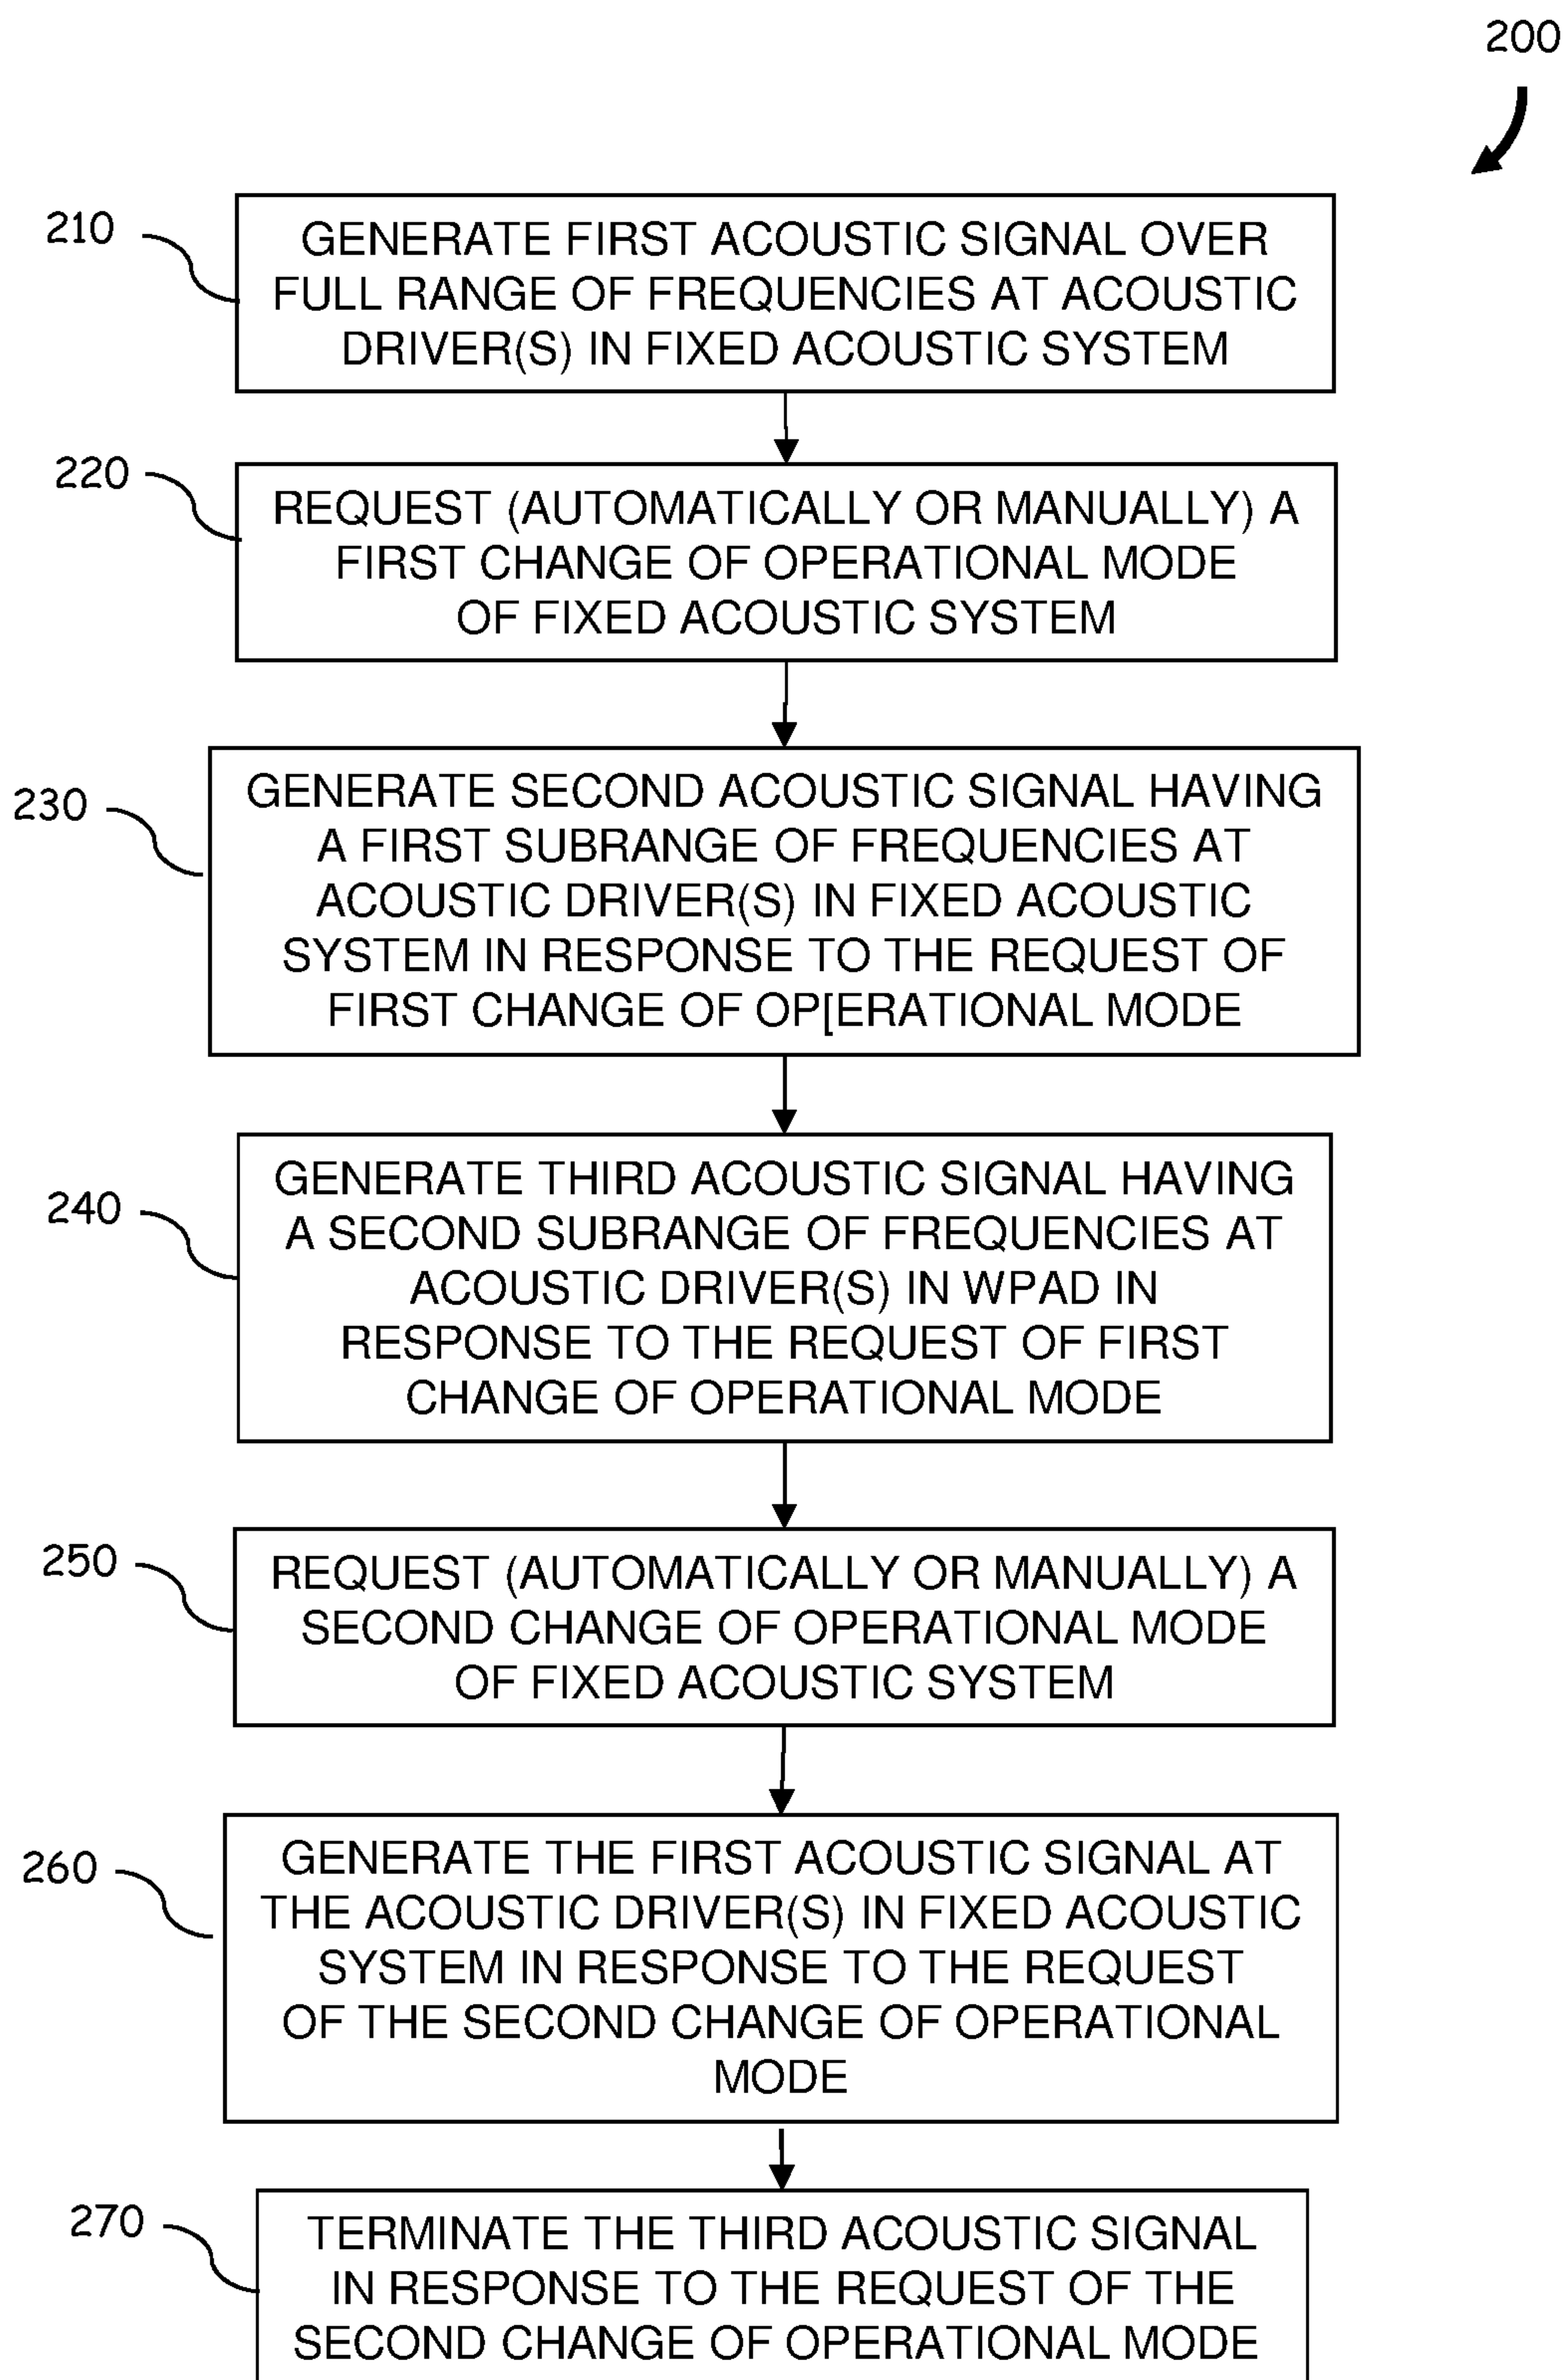 200
210
GENERATE FIRST ACOUSTIC SIGNAL OVER
FULL RANGE OF FREQUENCIES AT ACOUSTIC
DRIVER(S) IN FIXED ACOUSTIC SYSTEM
220
REQUEST (AUTOMATICALLY OR MANUALLY) A
FIRST CHANGE OF OPERATIONAL MODE
OF FIXED ACOUSTIC SYSTEM
230
GENERATE SECOND ACOUSTIC SIGNAL HAVING
A FIRST SUBRANGE OF FREQUENCIES AT
ACOUSTIC DRIVER(S) IN FIXED ACOUSTIC
SYSTEM IN RESPONSE TO THE REQUEST OF
FIRST CHANGE OF OP[ERATIONAL MODE
240
GENERATE THIRD ACOUSTIC SIGNAL HAVING
A SECOND SUBRANGE OF FREQUENCIES AT
ACOUSTIC DRIVER(S) IN WPAD IN
RESPONSE TO THE REQUEST OF FIRST
CHANGE OF OPERATIONAL MODE
250
REQUEST (AUTOMATICALLY OR MANUALLY) A
SECOND CHANGE OF OPERATIONAL MODE
OF FIXED ACOUSTIC SYSTEM
260
GENERATE THE FIRST ACOUSTIC SIGNAL AT
THE ACOUSTIC DRIVER(S) IN FIXED ACOUSTIC
SYSTEM IN RESPONSE TO THE REQUEST
OF THE SECOND CHANGE OF OPERATIONAL
MODE
270
TERMINATE THE THIRD ACOUSTIC SIGNAL
IN RESPONSE TO THE REQUEST OF THE
SECOND CHANGE OF OPERATIONAL MODE